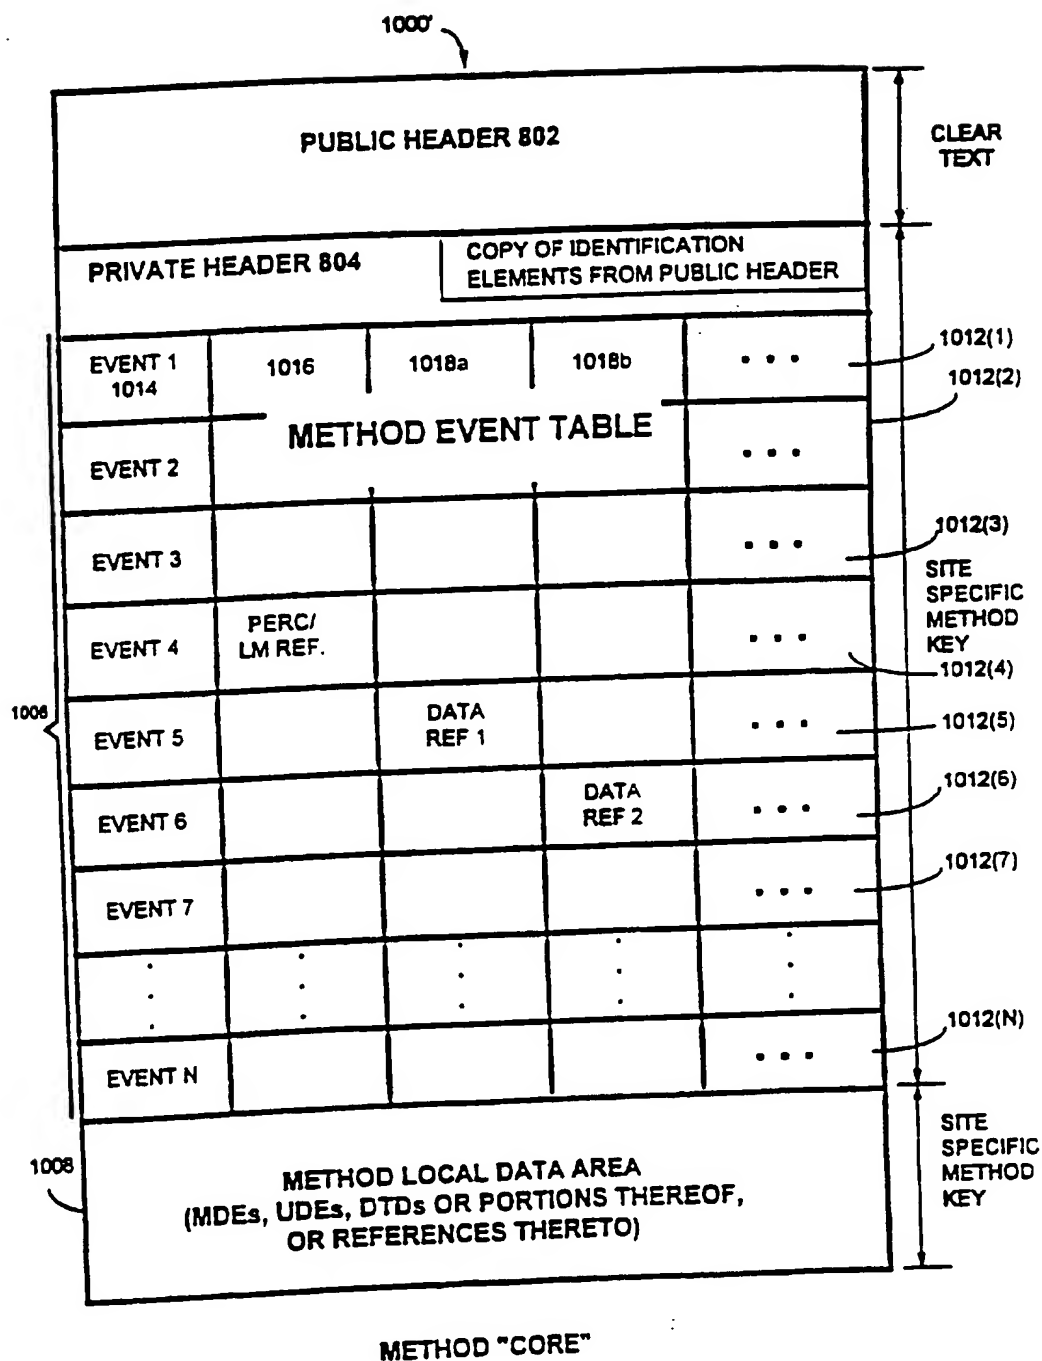 1000'
PUBLIC HEADER 802
CLEAR
TEXT
PRIVATE HEADER 804
COPY OF IDENTIFICATION
ELEMENTS FROM PUBLIC HEADER
EVENT 1
1014
1016
1018a
1018b
1012(1)
1012(2)
METHOD EVENT TABLE
EVENT 2
EVENT 3
1012(3)
SITE
SPECIFIC
METHOD
KEY
EVENT 4
PERC/
LM REF.
1012(4)
1006
EVENT 5
DATA
REF 1
1012(5)
EVENT 6
DATA
REF 2
1012(6)
EVENT 7
1012(7)
EVENT N
1012(N)
1008
METHOD LOCAL DATA AREA
(MDEs, UDEs, DTDs OR PORTIONS THEREOF,
OR REFERENCES THERETO)
SITE
SPECIFIC
METHOD
KEY
METHOD "CORE"